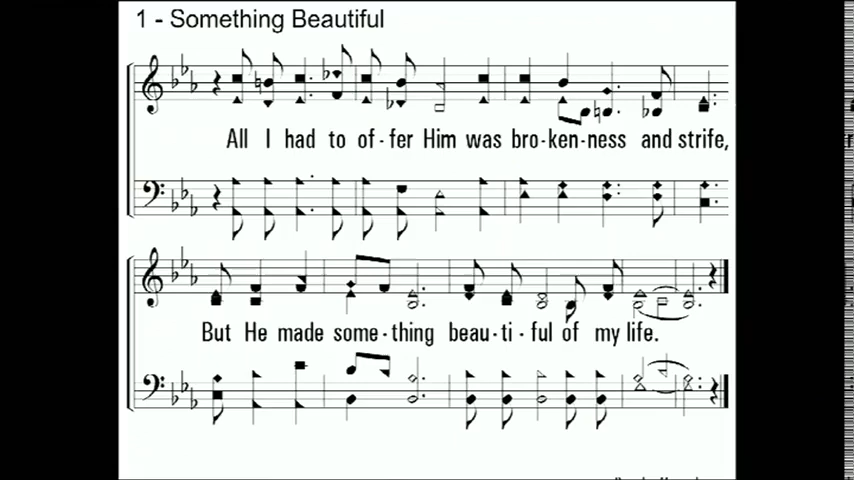 1 - Something Beautiful
All I had to of-fer Him was bro-ken-ness and strife,
But He made some-thing beau-ti-ful of my life.